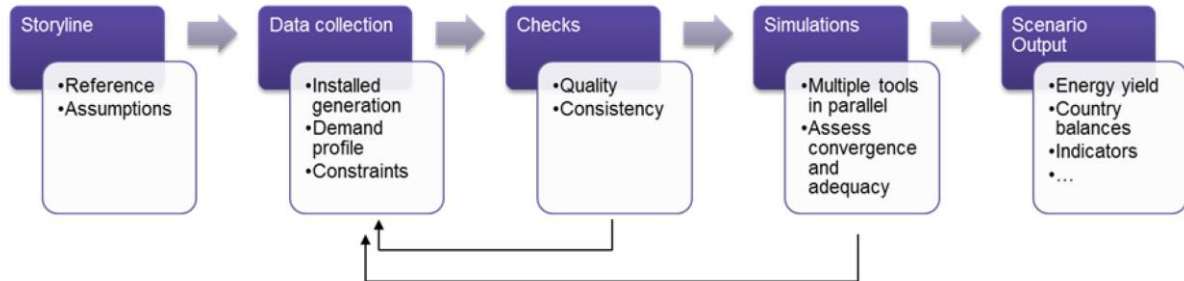 Storyline
•Reference
•Assumptions
Data collection
•Installed
generation
•Demand
profile
•Constraints
Checks
•Quality
•Consistency
Simulations
•Multiple tools
in parallel
•Assess
convergence
and
adequacy
Scenario
Output
•Energy yield
•Country
balances
•Indicators
•…